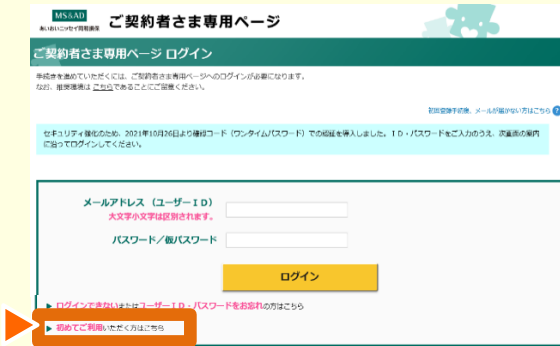 MS&AD
あいおいニッセイ同和損保
ご契約者さま専用ページ
ご契約者さま専用ページ ログイン
手続きを進めていただくには、ご契約者さま専用ページへのログインが必要になります。
なお、推奨環境は こちらであることにご留意ください。
初回登録手続後、メールが届かない方はこちら ?
セキュリティ強化のため、2021年10月26日より確認コード（ワンタイムパスワード）での認証を導入しました。ID・パスワードをご入力のうえ、次画面の案内
に沿ってログインしてください。
メールアドレス（ユーザーID）
大文字小文字は区別されます。
パスワード／仮パスワード
ログイン
▶ ログインできないまたはユーザーID・パスワードをお忘れの方はこちら
▶ 初めてご利用いただく方はこちら